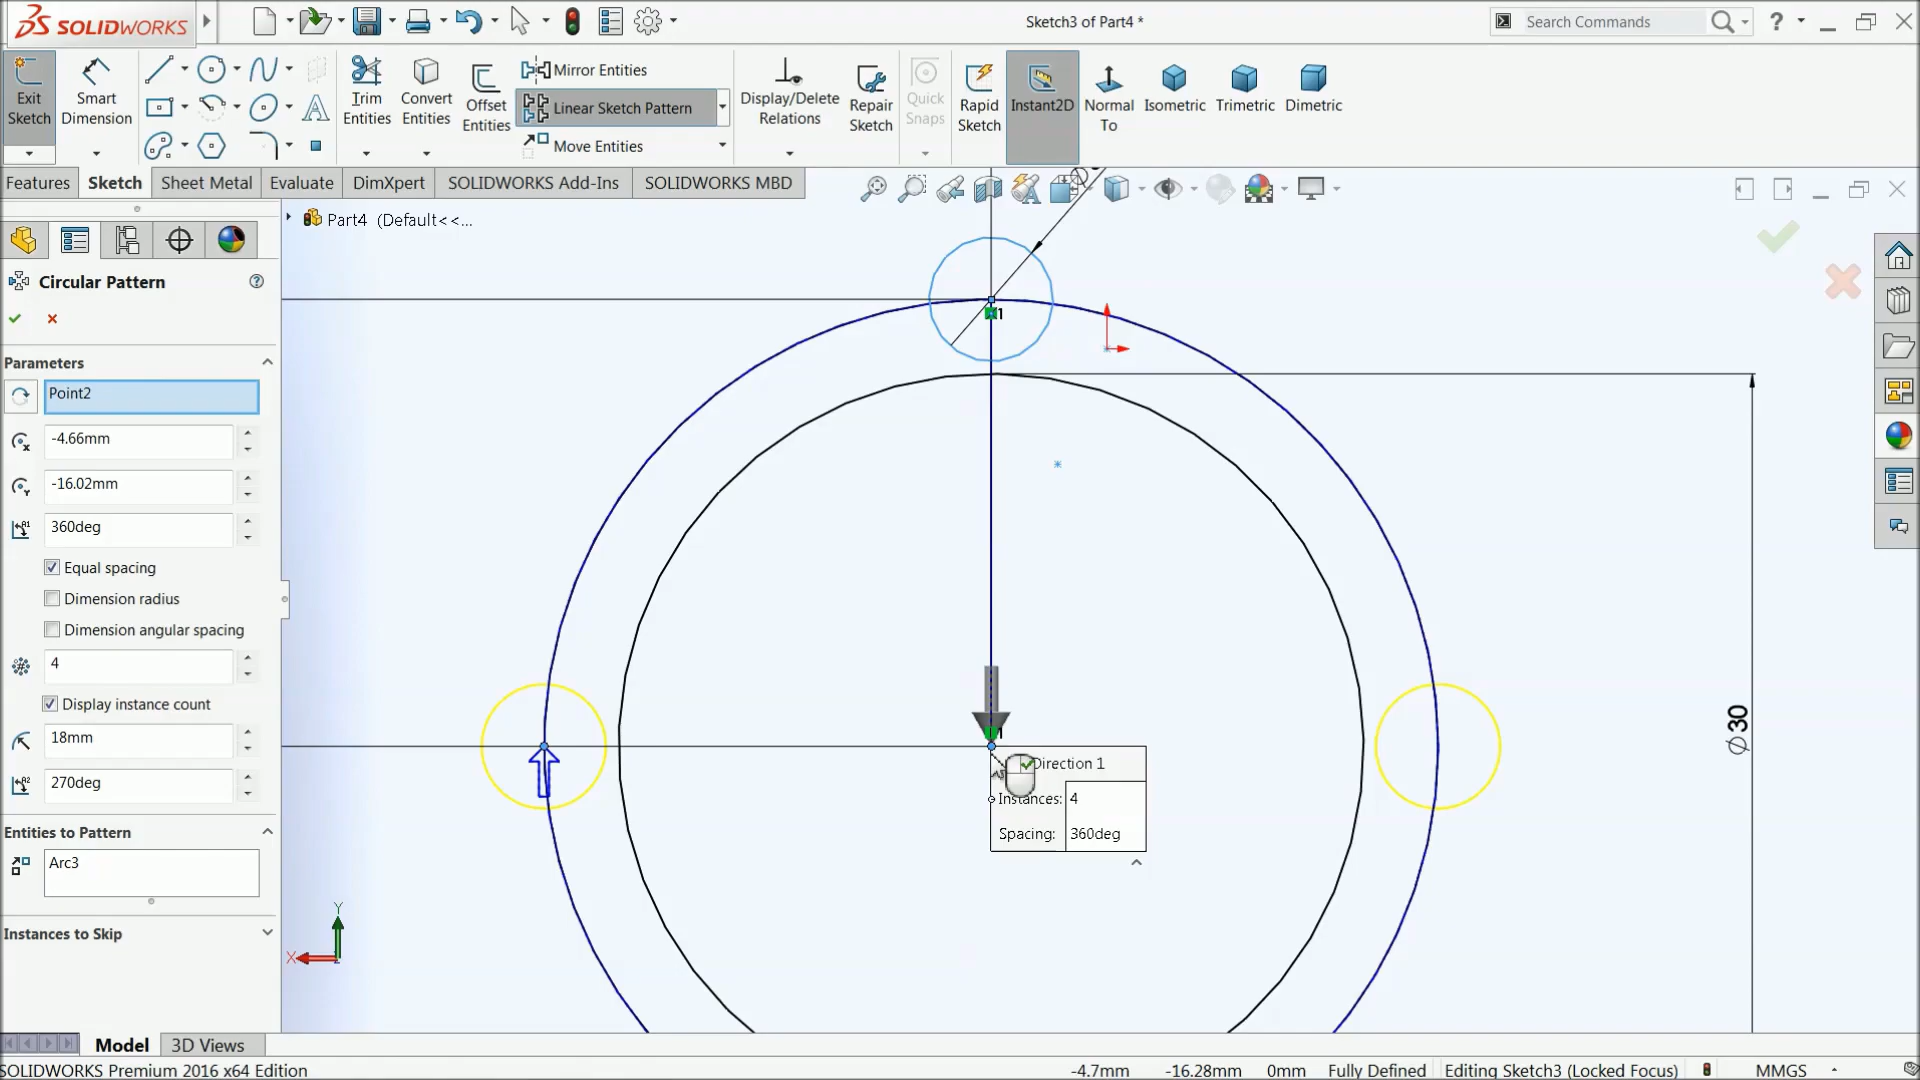 SOLIDWORKS
Sketch3 of Part4 *
Search Commands
?
Exit Sketch
Smart Dimension
Trim Entities
Convert Entities
Offset Entities
Mirror Entities
Linear Sketch Pattern
Move Entities
Display/Delete Relations
Repair Sketch
Quick Snaps
Rapid Sketch
Instant2D
Normal To
Isometric
Trimetric
Dimetric
Features
Sketch
Sheet Metal
Evaluate
DimXpert
SOLIDWORKS Add-Ins
SOLIDWORKS MBD
Part4 (Default<<...
Circular Pattern
Parameters
Point2
-4.66mm
-16.02mm
360deg
Equal spacing
Dimension radius
Dimension angular spacing
4
Display instance count
18mm
270deg
Entities to Pattern
Arc3
Instances to Skip
1
Direction 1
Instances: 4
Spacing: 360deg
∅30
Y
X
Model
3D Views
SOLIDWORKS Premium 2016 x64 Edition
-4.7mm
-16.28mm
0mm
Fully Defined
Editing Sketch3 (Locked Focus)
MMGS